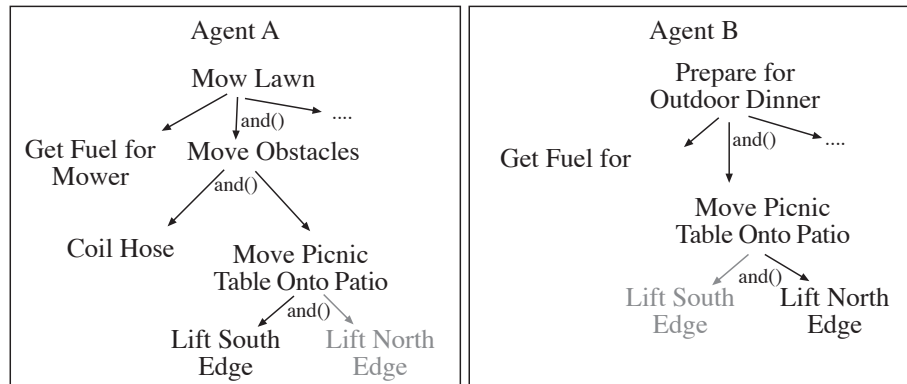 Agent A
Mow Lawn
and()
....
Get Fuel for
Mower
Move Obstacles
and()
Coil Hose
Move Picnic
Table Onto Patio
and()
Lift South
Edge
Lift North
Edge
Agent B
Prepare for
Outdoor Dinner
and()
....
Get Fuel for
Move Picnic
Table Onto Patio
and()
Lift South
Edge
Lift North
Edge